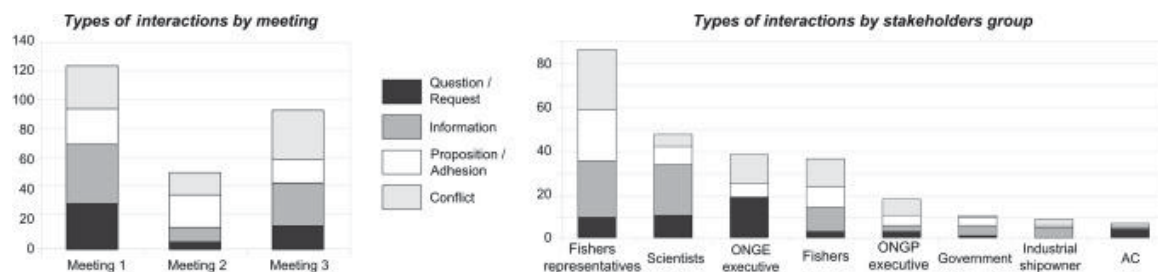 Types of interactions by meeting
140
120
100
80
60
40
20
0
Meeting 1
Meeting 2
Meeting 3
Question /
Request
Information
Proposition /
Adhesion
Conflict
Types of interactions by stakeholders group
80
60
40
20
0
Fishers
representatives
Scientists
ONGE
executive
Fishers
ONGP
executive
Government
Industrial
shipowner
AC